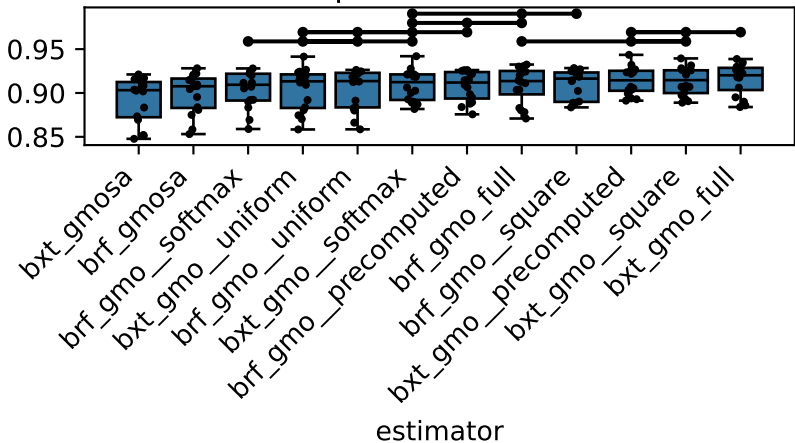 0.95
0.90
0.85
bxt_gmosa
brf_gmosa
brf_gmo__softmax
bxt_gmo__uniform
brf_gmo__uniform
bxt_gmo__softmax
brf_gmo__precomputed
brf_gmo_full
brf_gmo__square
bxt_gmo__precomputed
bxt_gmo__square
bxt_gmo_full
estimator